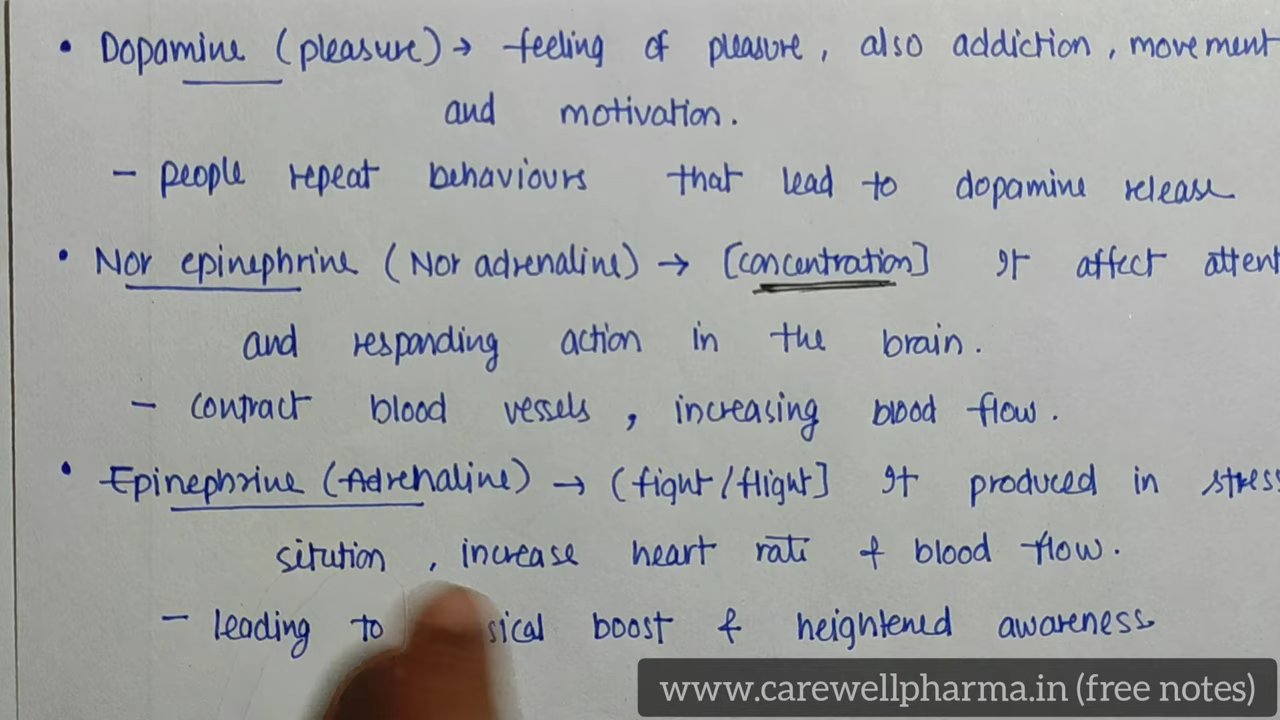 • Dopamine (pleasure) → feeling of pleasure, also addiction, movement
and motivation.
- people repeat behaviours that lead to dopamine release
• Nor epinephrine (Nor adrenaline) → [concentration] It affect attent
and responding action in the brain.
- contract blood vessels, increasing blood flow.
• Epinephrine (Adrenaline) → (fight/flight] It produced in stress
sitution, increase heart rate & blood flow.
- leading to sical boost & heightened awareness
www.carewellpharma.in (free notes)